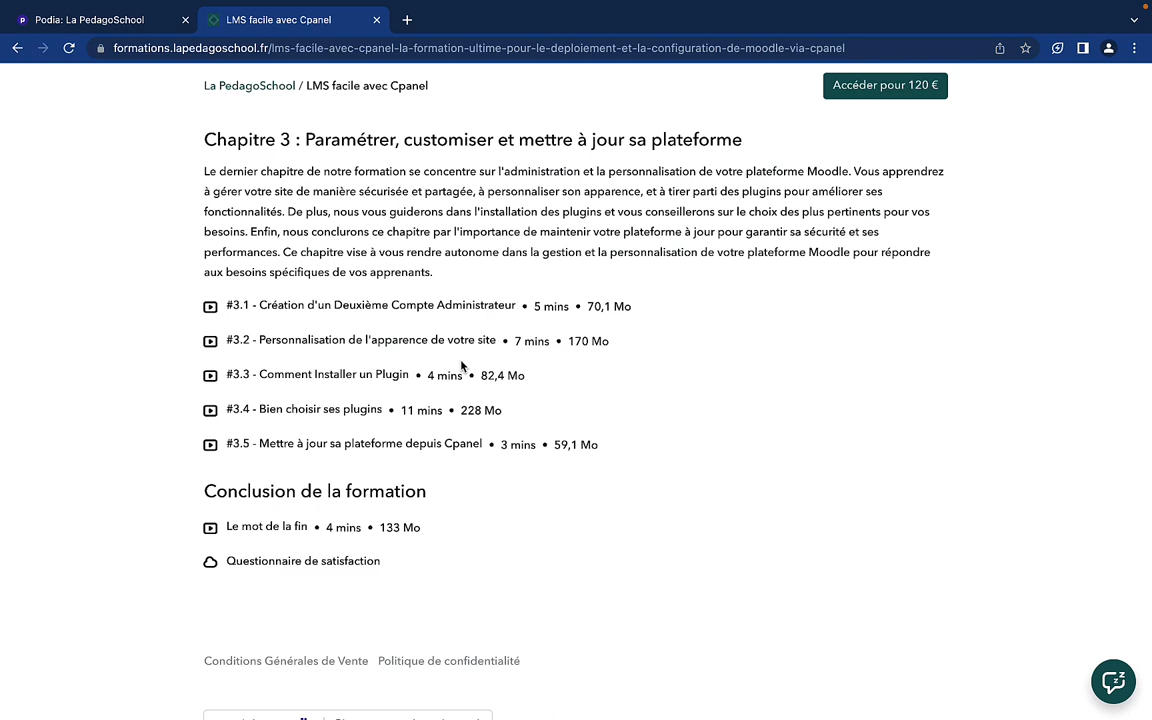 Podia: La PedagoSchool
LMS facile avec Cpanel
formations.lapedagoschool.fr/lms-facile-avec-cpanel-la-formation-ultime-pour-le-deploiement-et-la-configuration-de-moodle-via-cpanel
La PedagoSchool / LMS facile avec Cpanel
Accéder pour 120 €
Chapitre 3 : Paramétrer, customiser et mettre à jour sa plateforme
Le dernier chapitre de notre formation se concentre sur l'administration et la personnalisation de votre plateforme Moodle. Vous apprendrez
à gérer votre site de manière sécurisée et partagée, à personnaliser son apparence, et à tirer parti des plugins pour améliorer ses
fonctionnalités. De plus, nous vous guiderons dans l'installation des plugins et vous conseillerons sur le choix des plus pertinents pour vos
besoins. Enfin, nous conclurons ce chapitre par l'importance de maintenir votre plateforme à jour pour garantir sa sécurité et ses
performances. Ce chapitre vise à vous rendre autonome dans la gestion et la personnalisation de votre plateforme Moodle pour répondre
aux besoins spécifiques de vos apprenants.
#3.1 - Création d'un Deuxième Compte Administrateur • 5 mins • 70,1 Mo
#3.2 - Personnalisation de l'apparence de votre site • 7 mins • 170 Mo
#3.3 - Comment Installer un Plugin • 4 mins • 82,4 Mo
#3.4 - Bien choisir ses plugins • 11 mins • 228 Mo
#3.5 - Mettre à jour sa plateforme depuis Cpanel • 3 mins • 59,1 Mo
Conclusion de la formation
Le mot de la fin • 4 mins • 133 Mo
Questionnaire de satisfaction
Conditions Générales de Vente Politique de confidentialité